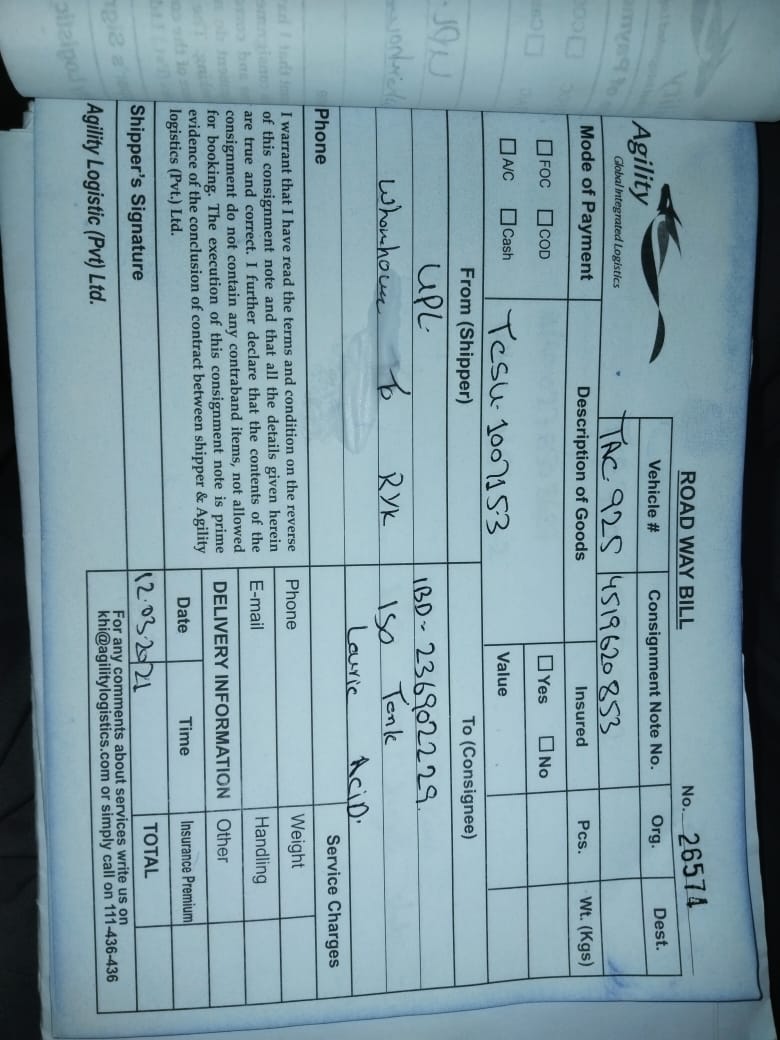 ROAD WAY BILL
No. 26574
Agility
Global Integrated Logistics
Vehicle # Consignment Note No. Org. Dest.
TAC-925 4519620853
Mode of Payment Description of Goods Insured Pcs. Wt. (Kgs)
FOC COD Yes No
A/C Cash TCSU-1007153 Value
From (Shipper) To (Consignee)
UPL IBD-236902229
To RYK ISO Tank
Lauric AciD.
Phone Service Charges
I warrant that I have read the terms and condition on the reverse
of this consignment note and that all the details given herein
are true and correct. I further declare that the contents of the
consignment do not contain any contraband items, not allowed
for booking. The execution of this consignment note is prime
evidence of the conclusion of contract between shipper & Agility
logistics (Pvt.) Ltd.
Phone Weight
E-mail Handling
DELIVERY INFORMATION Other
Date Time Insurance Premium
Shipper's Signature 12.03.2021 TOTAL
Agility Logistic (Pvt) Ltd.
For any comments about services write us on
khi@agilitylogistics.com or simply call on 111-436-436